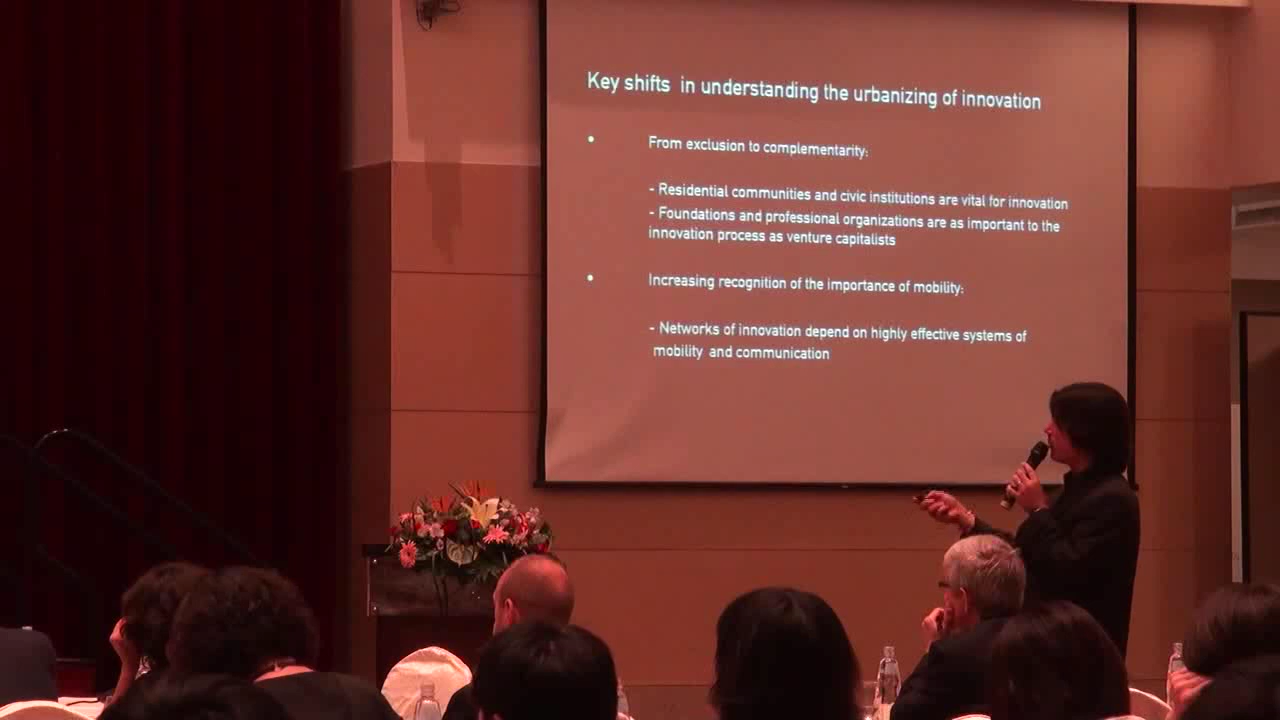 Key shifts in understanding the urbanizing of innovation
• From exclusion to complementarity:
- Residential communities and civic institutions are vital for innovation
- Foundations and professional organizations are as important to the
innovation process as venture capitalists
• Increasing recognition of the importance of mobility:
- Networks of innovation depend on highly effective systems of
mobility and communication